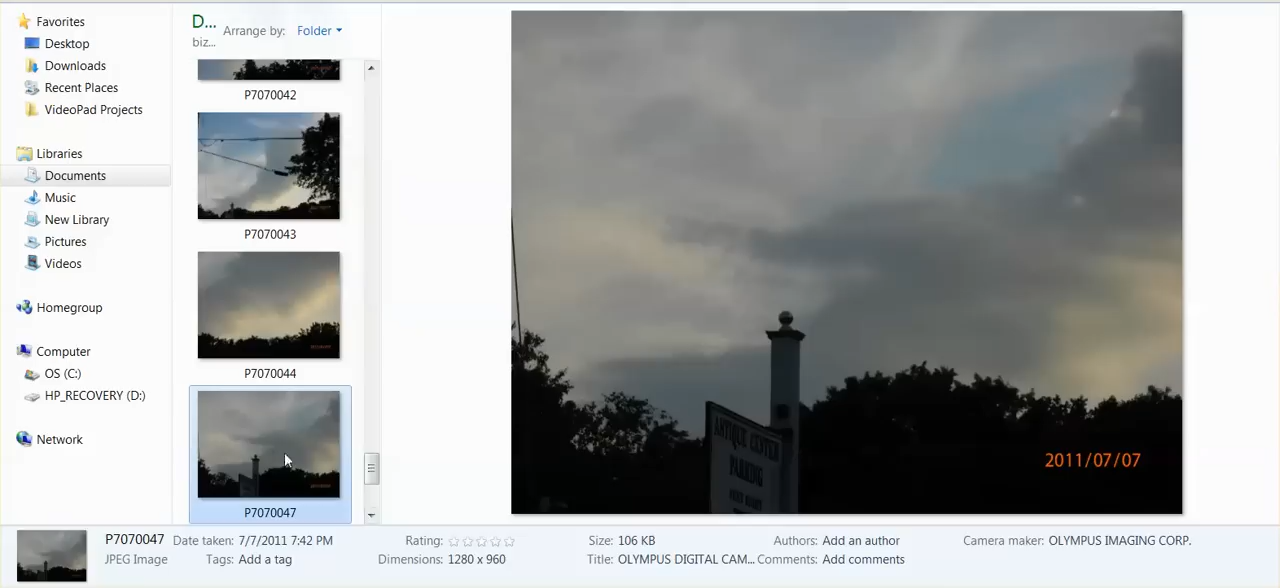 Favorites
Desktop
Downloads
Recent Places
VideoPad Projects
Libraries
Documents
Music
New Library
Pictures
Videos
Homegroup
Computer
OS (C:)
HP_RECOVERY (D:)
Network
D...
biz...
Arrange by: Folder
P7070042
P7070043
P7070044
P7070047
ANTIQUE CENTER
PARKING
2011/07/07
P7070047
JPEG Image
Date taken: 7/7/2011 7:42 PM
Tags: Add a tag
Rating:
Dimensions: 1280 x 960
Size: 106 KB
Title: OLYMPUS DIGITAL CAM...
Authors: Add an author
Comments: Add comments
Camera maker: OLYMPUS IMAGING CORP.